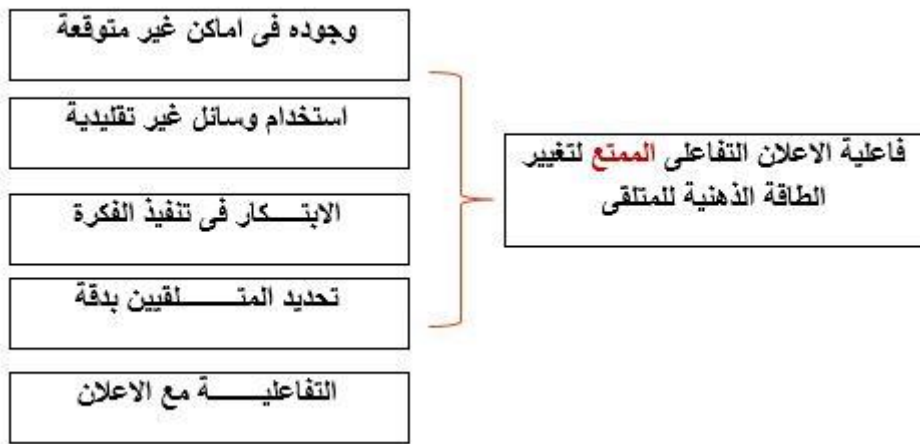 فاعلية الاعلان التفاعلى الممتع لتغيير
الطاقة الذهنية للمتلقى
وجوده فى اماكن غير متوقعة
استخدام وسائل غير تقليدية
الابتـــــكار فى تنفيذ الفكرة
تحديد المتـــــــلقيين بدقة
التفاعليـــــــة مع الاعلان